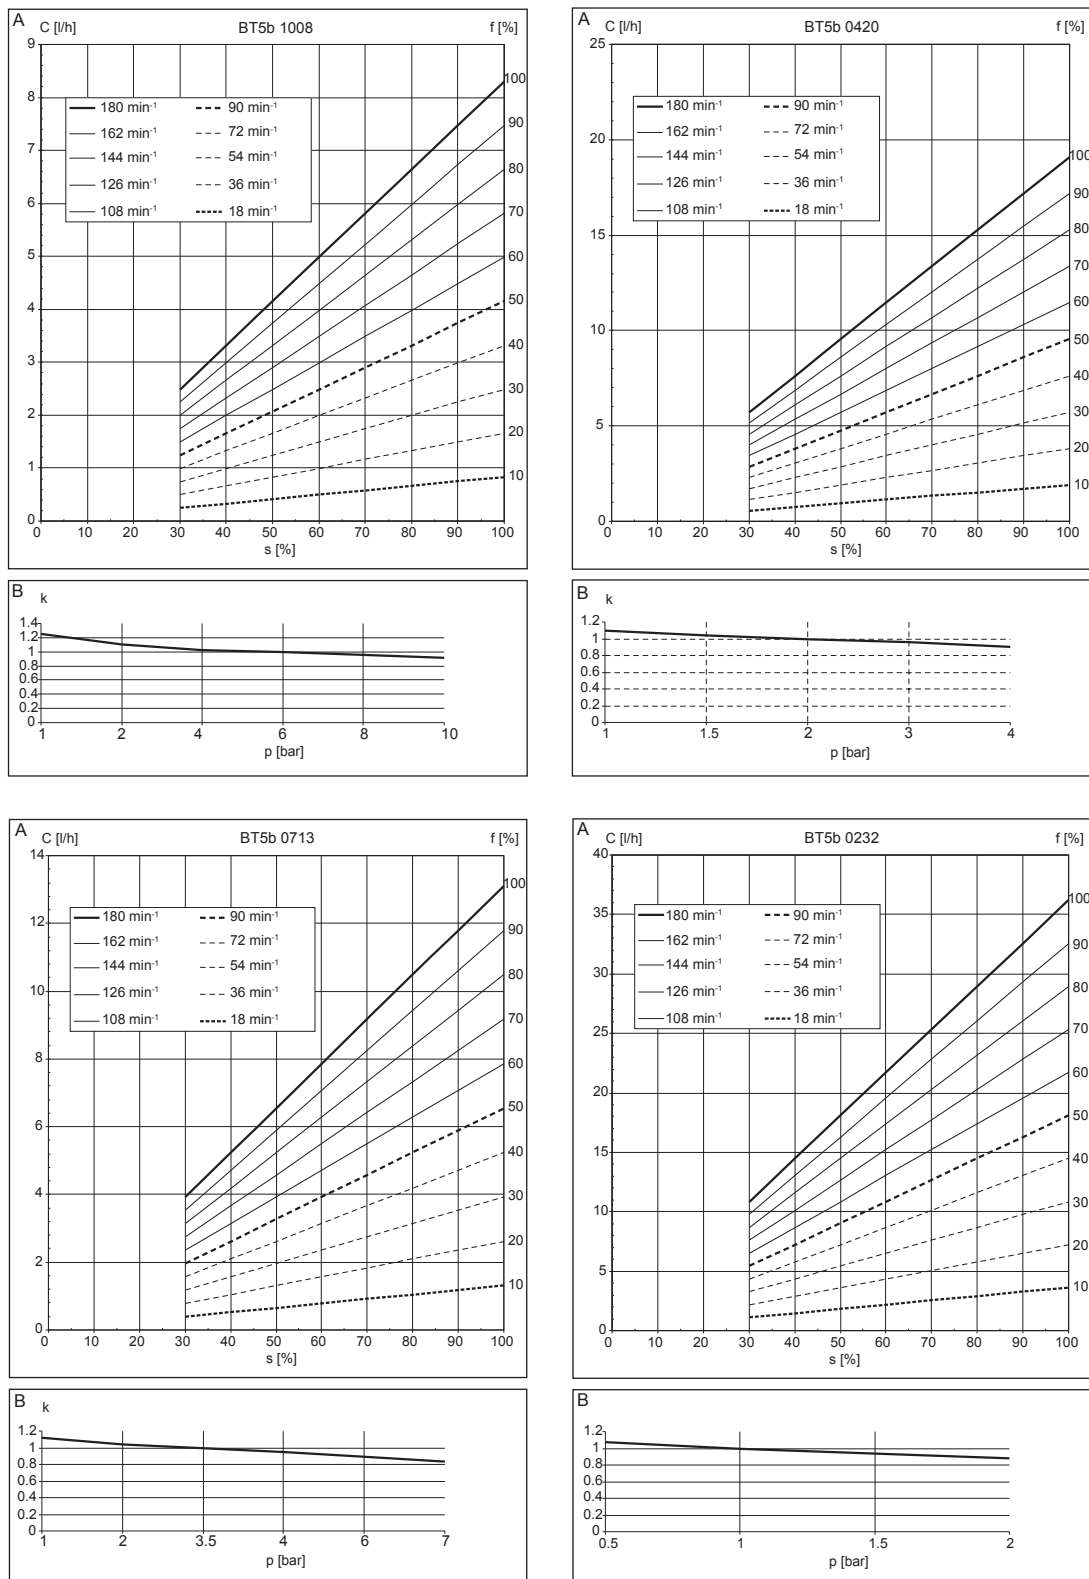 A
C [l/h] BT5b 1008 f [%]
9
8
7
6
5
4
3
2
1
0
180 min-1 90 min-1
162 min-1 72 min-1
144 min-1 54 min-1
126 min-1 36 min-1
108 min-1 18 min-1
100
90
80
70
60
50
40
30
20
10
0 10 20 30 40 50 60 70 80 90 100
s [%]
B
k
1.4
1.2
1
0.8
0.6
0.4
0.2
0
1 2 4 6 8 10
p [bar]
A
C [l/h] BT5b 0420 f [%]
25
20
15
10
5
0
180 min-1 90 min-1
162 min-1 72 min-1
144 min-1 54 min-1
126 min-1 36 min-1
108 min-1 18 min-1
100
90
80
70
60
50
40
30
20
10
0 10 20 30 40 50 60 70 80 90 100
s [%]
B
k
1.2
1
0.8
0.6
0.4
0.2
0
1 1.5 2 3 4
p [bar]
A
C [l/h] BT5b 0713 f [%]
14
12
10
8
6
4
2
0
180 min-1 90 min-1
162 min-1 72 min-1
144 min-1 54 min-1
126 min-1 36 min-1
108 min-1 18 min-1
100
90
80
70
60
50
40
30
20
10
0 10 20 30 40 50 60 70 80 90 100
s [%]
B
k
1.2
1
0.8
0.6
0.4
0.2
0
1 2 3.5 4 6 7
p [bar]
A
C [l/h] BT5b 0232 f [%]
40
35
30
25
20
15
10
5
0
180 min-1 90 min-1
162 min-1 72 min-1
144 min-1 54 min-1
126 min-1 36 min-1
108 min-1 18 min-1
100
90
80
70
60
50
40
30
20
10
0 10 20 30 40 50 60 70 80 90 100
s [%]
B
1.2
1
0.8
0.6
0.4
0.2
0
0.5 1 1.5 2
p [bar]